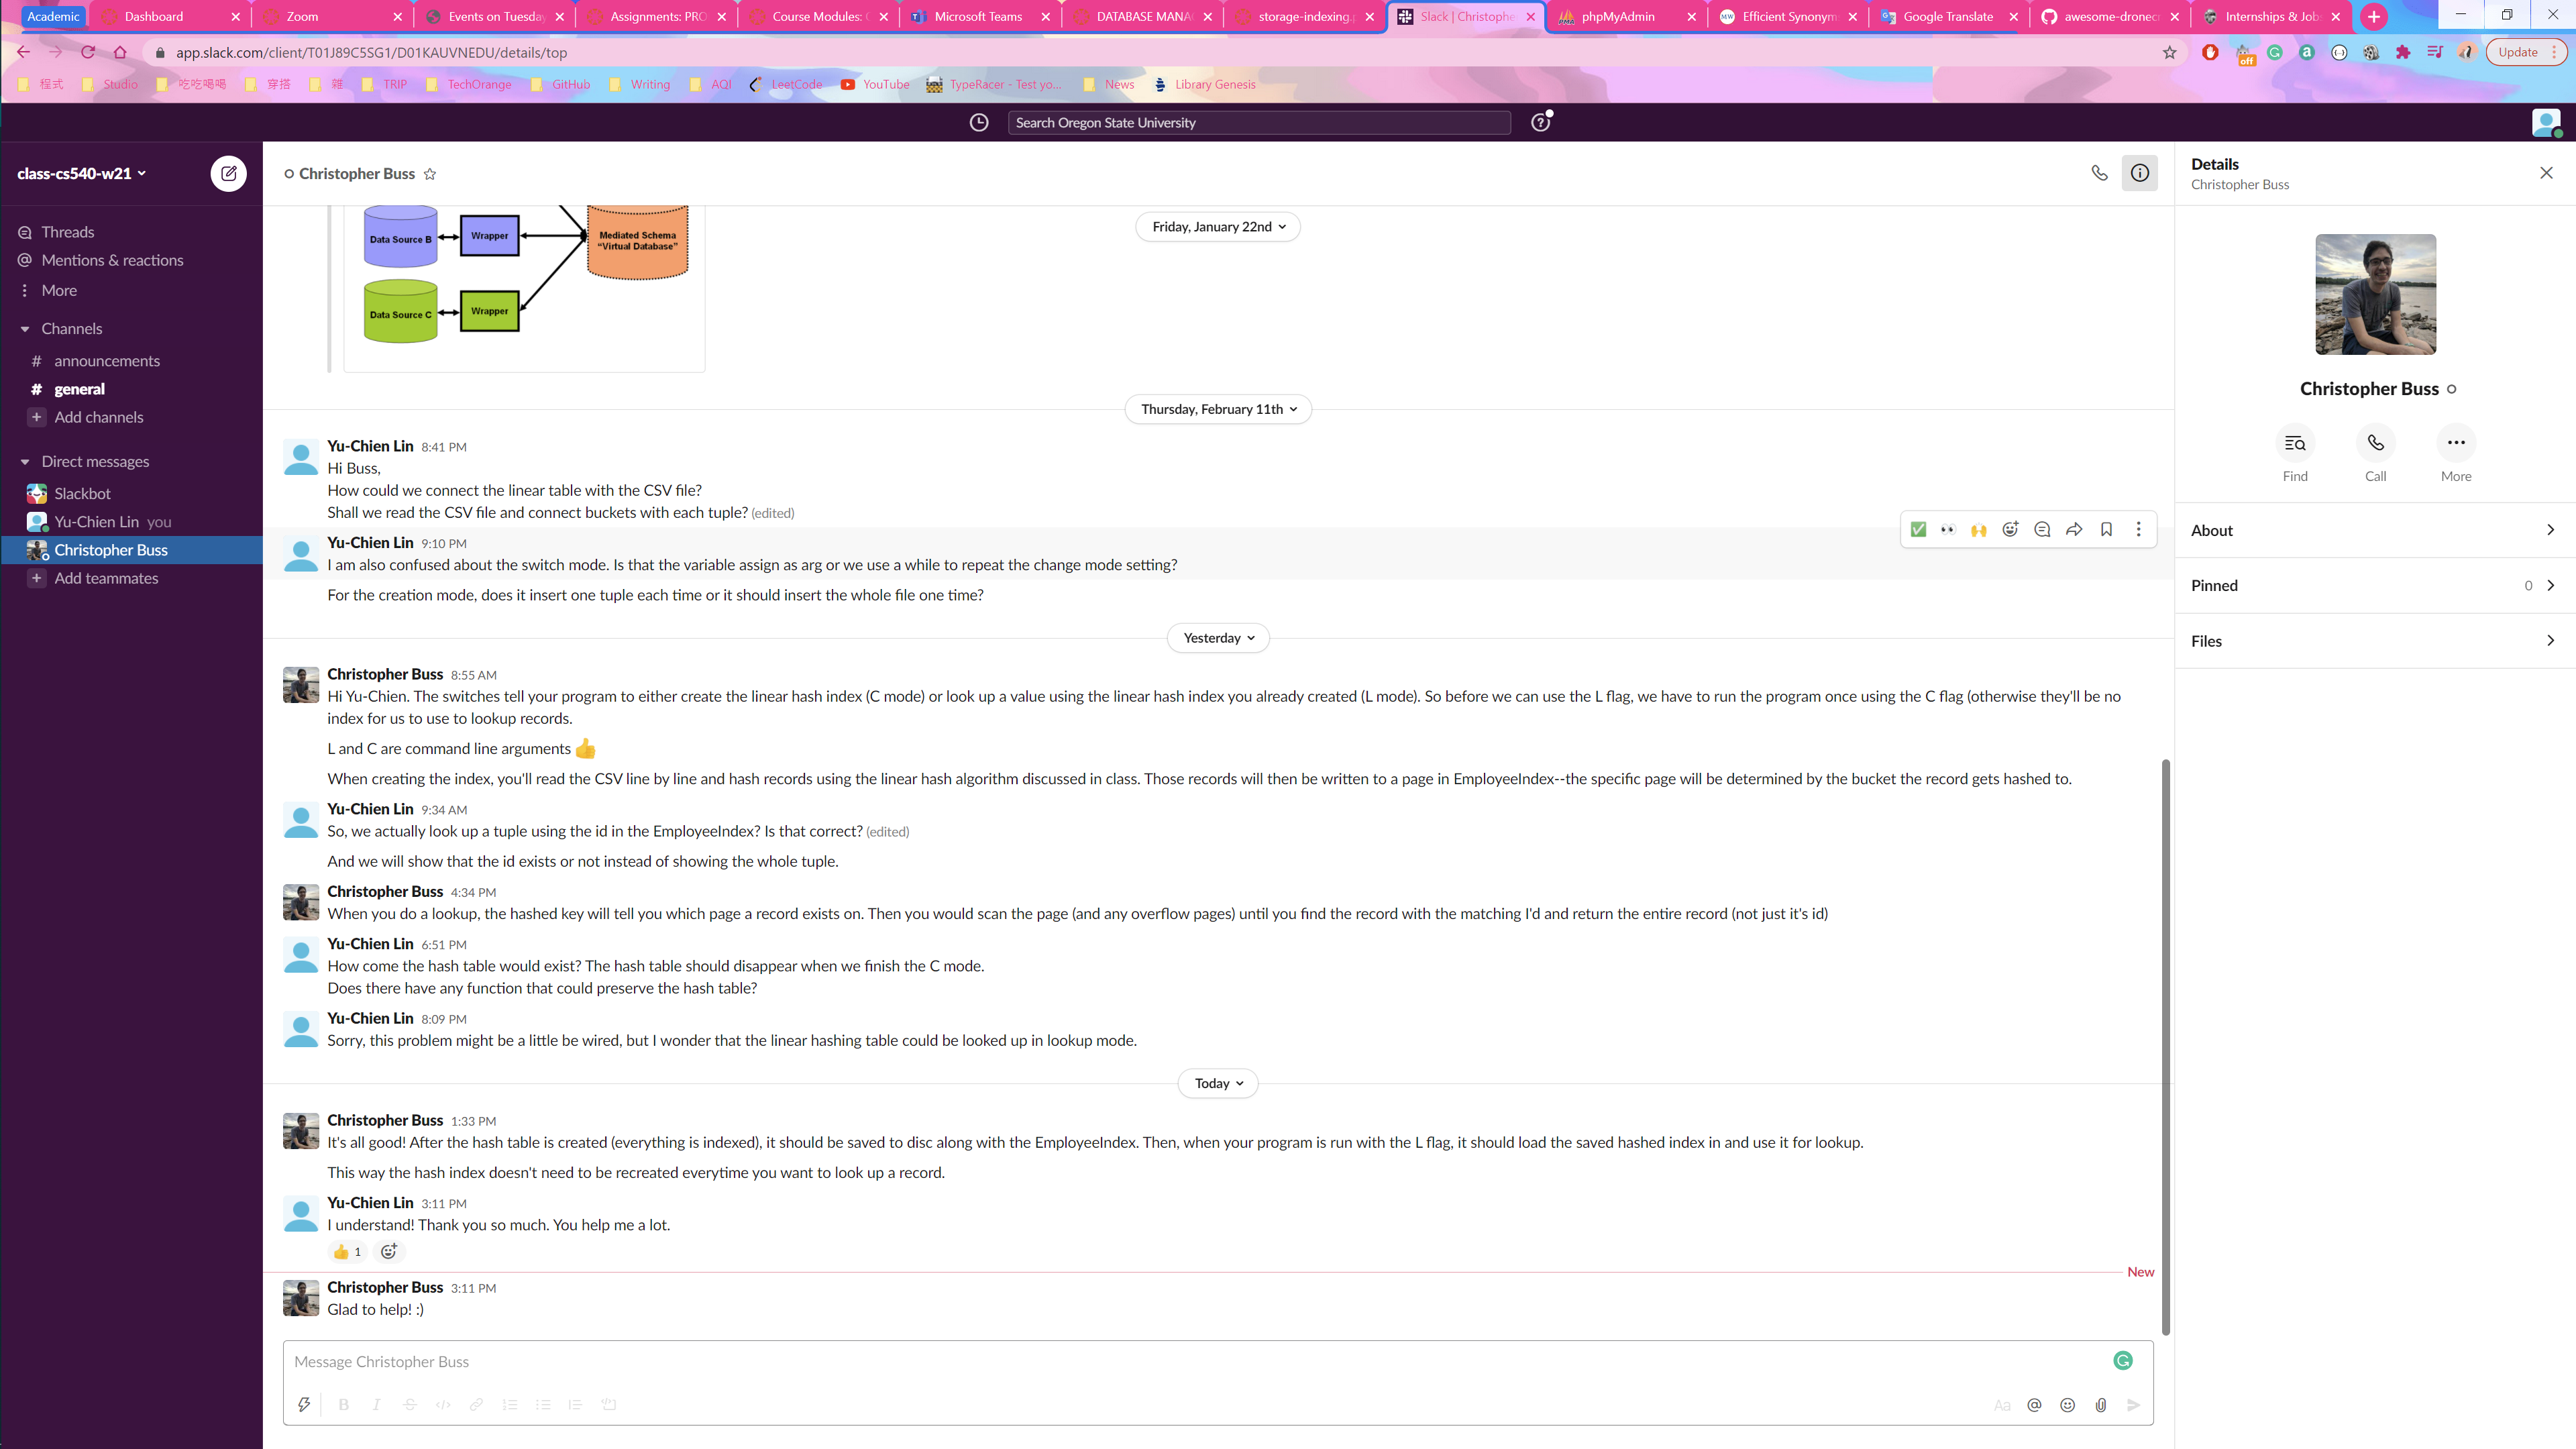 Academic
Dashboard
Zoom
Events on Tuesday
Assignments: PRO
Course Modules:
Microsoft Teams
DATABASE MANA
storage-indexing.
Slack | Christophe
phpMyAdmin
Efficient Synonym
Google Translate
awesome-dronec
Internships & Job
app.slack.com/client/T01J89C5SG1/D01KAUVNEDU/details/top
off
Update
程式
Studio
吃吃喝喝
穿搭
雜
TRIP
TechOrange
GitHub
Writing
AQI
LeetCode
YouTube
TypeRacer - Test yo...
News
Library Genesis
Search Oregon State University
class-cs540-w21
Threads
Mentions & reactions
More
Channels
# announcements
# general
+ Add channels
Direct messages
Slackbot
Yu-Chien Lin you
Christopher Buss
+ Add teammates
Christopher Buss
Data Source B
Wrapper
Mediated Schema
“Virtual Database”
Data Source C
Wrapper
Friday, January 22nd
Thursday, February 11th
Yu-Chien Lin 8:41 PM
Hi Buss,
How could we connect the linear table with the CSV file?
Shall we read the CSV file and connect buckets with each tuple? (edited)
Yu-Chien Lin 9:10 PM
I am also confused about the switch mode. Is that the variable assign as arg or we use a while to repeat the change mode setting?
For the creation mode, does it insert one tuple each time or it should insert the whole file one time?
Yesterday
Christopher Buss 8:55 AM
Hi Yu-Chien. The switches tell your program to either create the linear hash index (C mode) or look up a value using the linear hash index you already created (L mode). So before we can use the L flag, we have to run the program once using the C flag (otherwise they'll be no
index for us to use to lookup records.
L and C are command line arguments 👍
When creating the index, you'll read the CSV line by line and hash records using the linear hash algorithm discussed in class. Those records will then be written to a page in EmployeeIndex--the specific page will be determined by the bucket the record gets hashed to.
Yu-Chien Lin 9:34 AM
So, we actually look up a tuple using the id in the EmployeeIndex? Is that correct? (edited)
And we will show that the id exists or not instead of showing the whole tuple.
Christopher Buss 4:34 PM
When you do a lookup, the hashed key will tell you which page a record exists on. Then you would scan the page (and any overflow pages) until you find the record with the matching I'd and return the entire record (not just it's id)
Yu-Chien Lin 6:51 PM
How come the hash table would exist? The hash table should disappear when we finish the C mode.
Does there have any function that could preserve the hash table?
Yu-Chien Lin 8:09 PM
Sorry, this problem might be a little be wired, but I wonder that the linear hashing table could be looked up in lookup mode.
Today
Christopher Buss 1:33 PM
It's all good! After the hash table is created (everything is indexed), it should be saved to disc along with the EmployeeIndex. Then, when your program is run with the L flag, it should load the saved hashed index in and use it for lookup.
This way the hash index doesn't need to be recreated everytime you want to look up a record.
Yu-Chien Lin 3:11 PM
I understand! Thank you so much. You help me a lot.
👍 1
New
Christopher Buss 3:11 PM
Glad to help! :)
Message Christopher Buss
Details
Christopher Buss
Christopher Buss
Find
Call
More
About
Pinned 0
Files